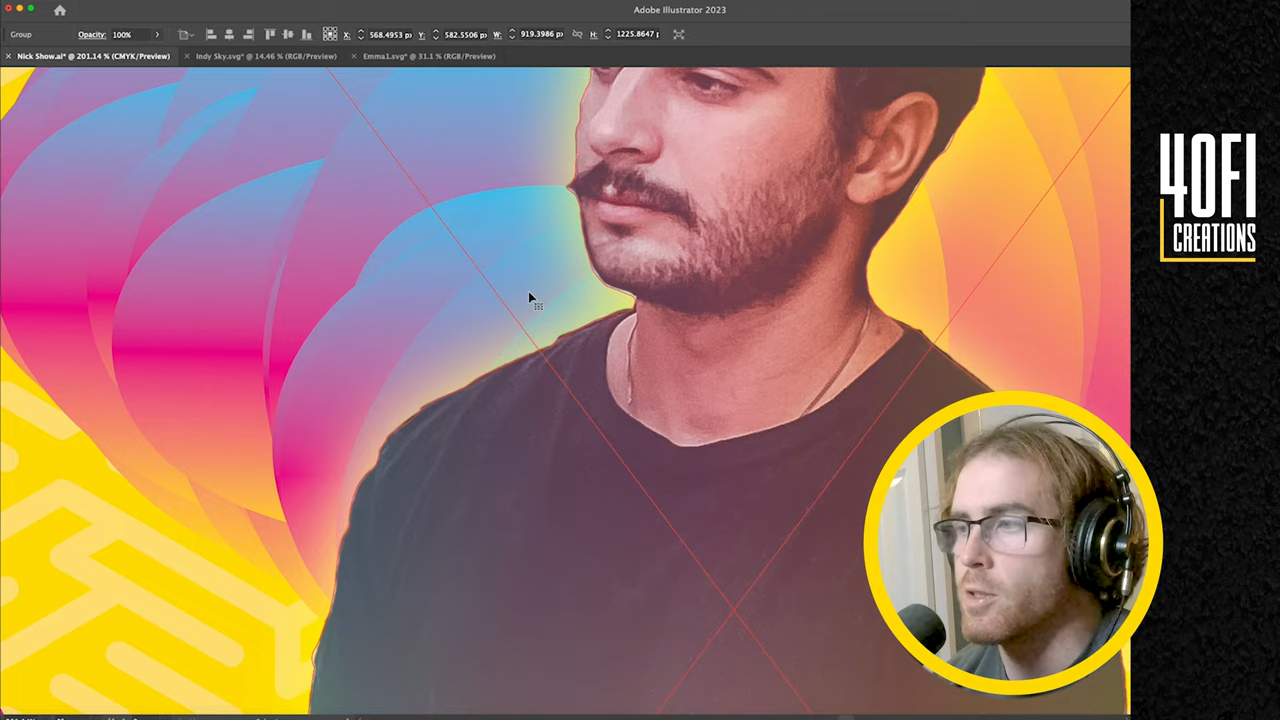 Adobe Illustrator 2023
Group Opacity: 100% X: 568.4953 p Y: 582.5506 p W: 919.3986 p H: 1225.8647
Nick Show.ai* @ 201.14 % (CMYK/Preview) Indy Sky.svg* @ 14.46 % (RGB/Preview) Emma1.svg* @ 31.1 % (RGB/Preview)
40FI
CREATIONS